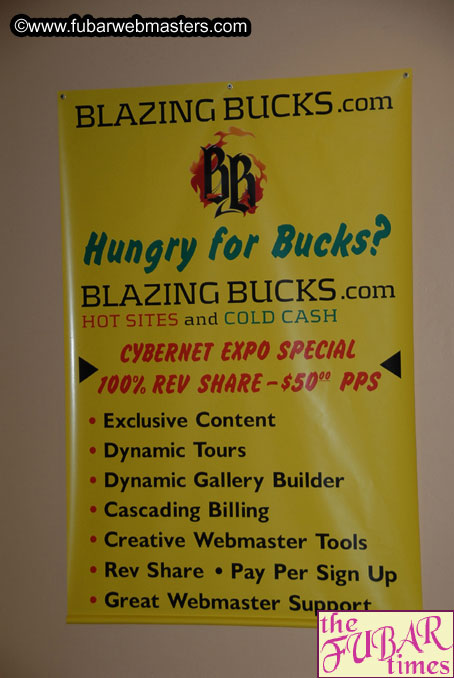 ©www.fubarwebmasters.com
BLAZING BUCKS.com
BB
Hungry for Bucks?
BLAZING BUCKS.com
HOT SITES and COLD CASH
CYBERNET EXPO SPECIAL
100% REV SHARE – $50⁰⁰ PPS
• Exclusive Content
• Dynamic Tours
• Dynamic Gallery Builder
• Cascading Billing
• Creative Webmaster Tools
• Rev Share • Pay Per Sign Up
• Great Webmaster Support
the
FUBAR
times